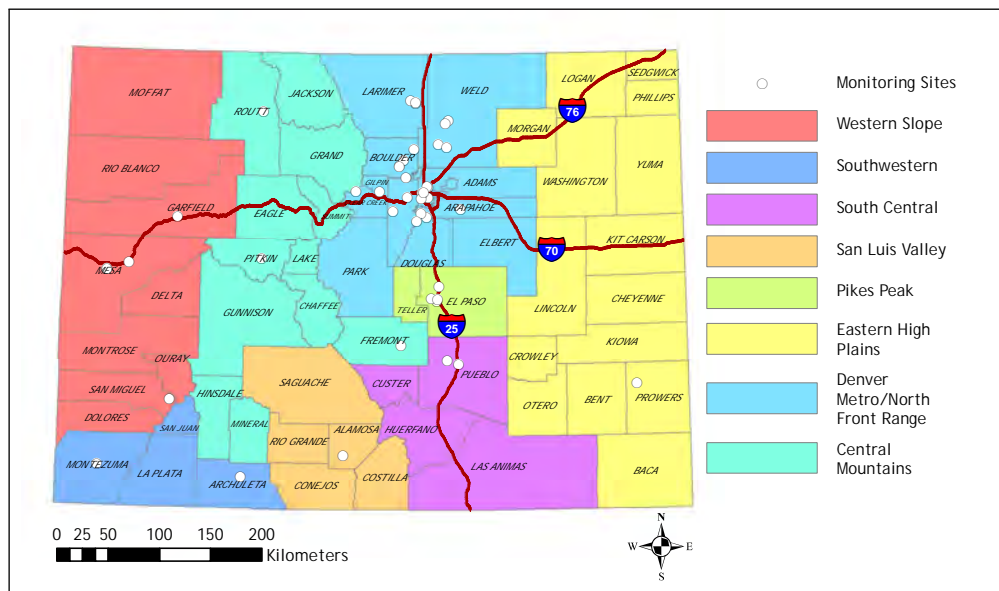 MOFFAT
ROUTT
JACKSON
LARIMER
WELD
LOGAN
SEDGWICK
PHILLIPS
76
MORGAN
RIO BLANCO
GRAND
BOULDER
GILPIN
ADAMS
WASHINGTON
YUMA
GARFIELD
EAGLE
SUMMIT
CREEK
ARAPAHOE
MESA
PITKIN
LAKE
PARK
DOUGLAS
ELBERT
70
KIT CARSON
DELTA
GUNNISON
CHAFFEE
TELLER
EL PASO
LINCOLN
CHEYENNE
25
MONTROSE
OURAY
FREMONT
KIOWA
CROWLEY
SAN MIGUEL
HINSDALE
SAGUACHE
CUSTER
PUEBLO
OTERO
BENT
PROWERS
DOLORES
SAN JUAN
MINERAL
RIO GRANDE
ALAMOSA
HUERFANO
MONTEZUMA
LA PLATA
ARCHULETA
CONEJOS
COSTILLA
LAS ANIMAS
BACA
Monitoring Sites
Western Slope
Southwestern
South Central
San Luis Valley
Pikes Peak
Eastern High
Plains
Denver
Metro/North
Front Range
Central
Mountains
0 25 50 100 150 200
Kilometers
N
W E
S